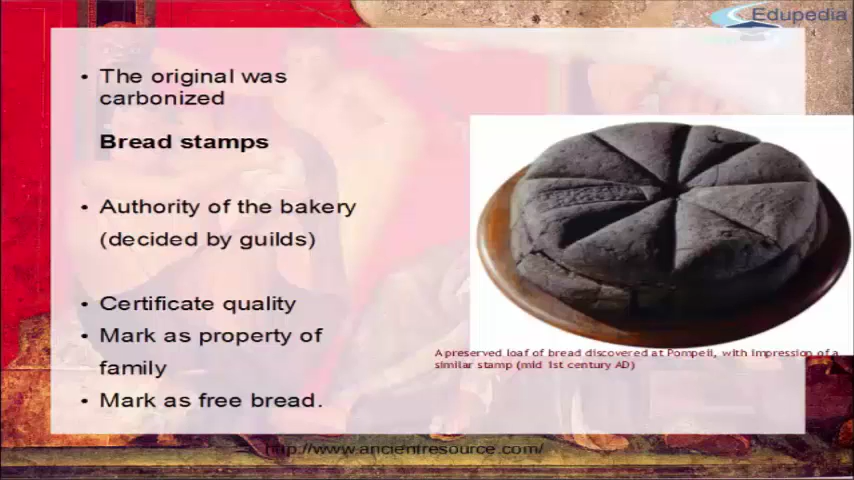 Edupedia
• The original was
carbonized
Bread stamps
• Authority of the bakery
(decided by guilds)
• Certificate quality
• Mark as property of
family
• Mark as free bread.
A preserved loaf of bread discovered at Pompeii, with impression of a
similar stamp (mid 1st century AD)
http://www.ancientresource.com/